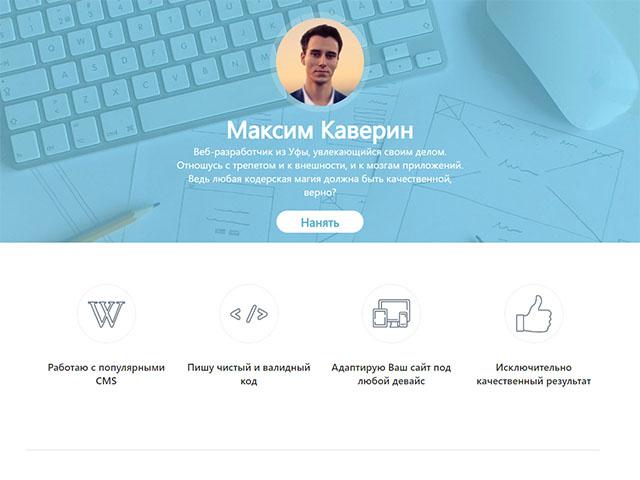 Максим Каверин
Веб-разработчик из Уфы, увлекающийся своим делом.
Отношусь с трепетом и к внешности, и к мозгам приложений.
Ведь любая кодерская магия должна быть качественной,
верно?
Нанять
Работаю с популярными
CMS
Пишу чистый и валидный
код
Адаптирую Ваш сайт под
любой девайс
Исключительно
качественный результат